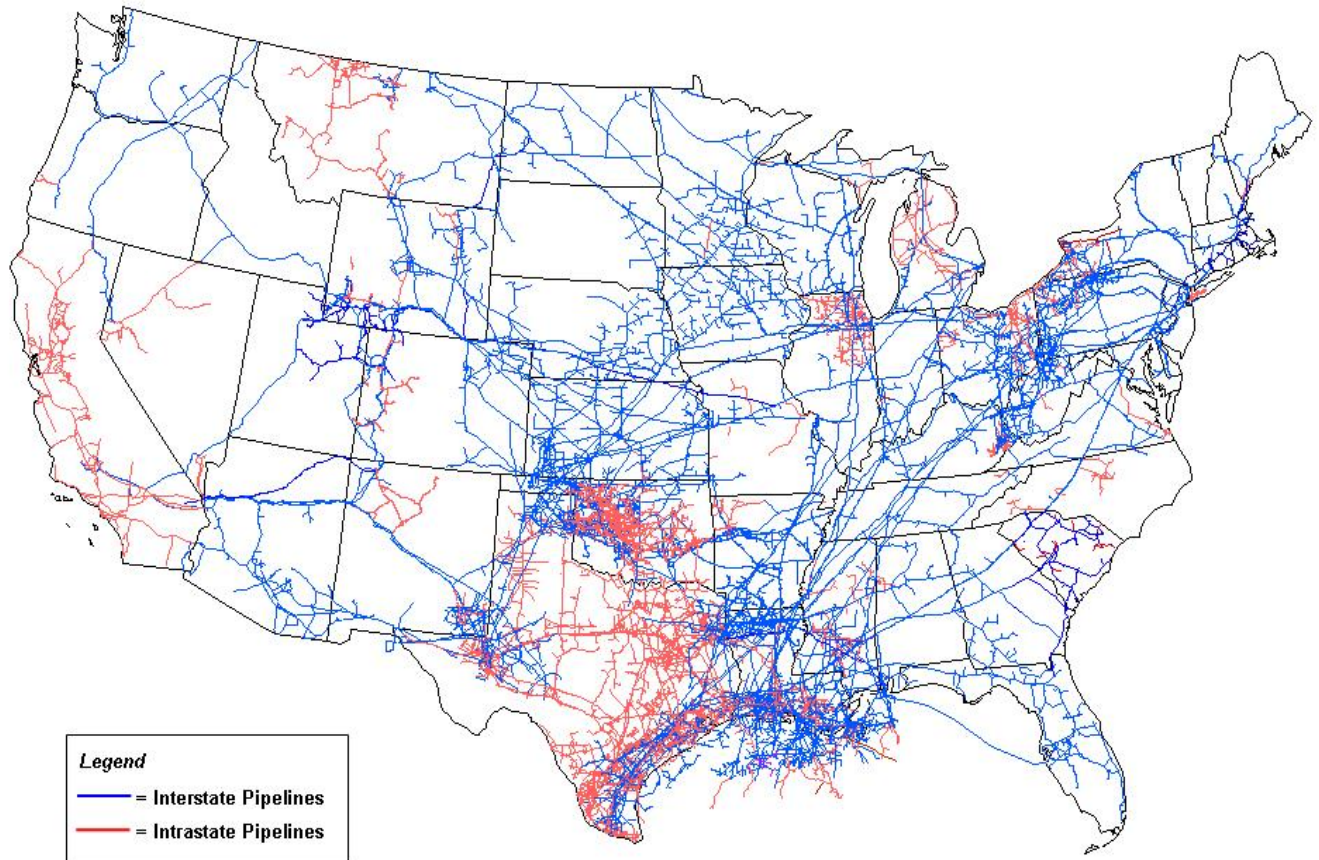 Legend
= Interstate Pipelines
= Intrastate Pipelines